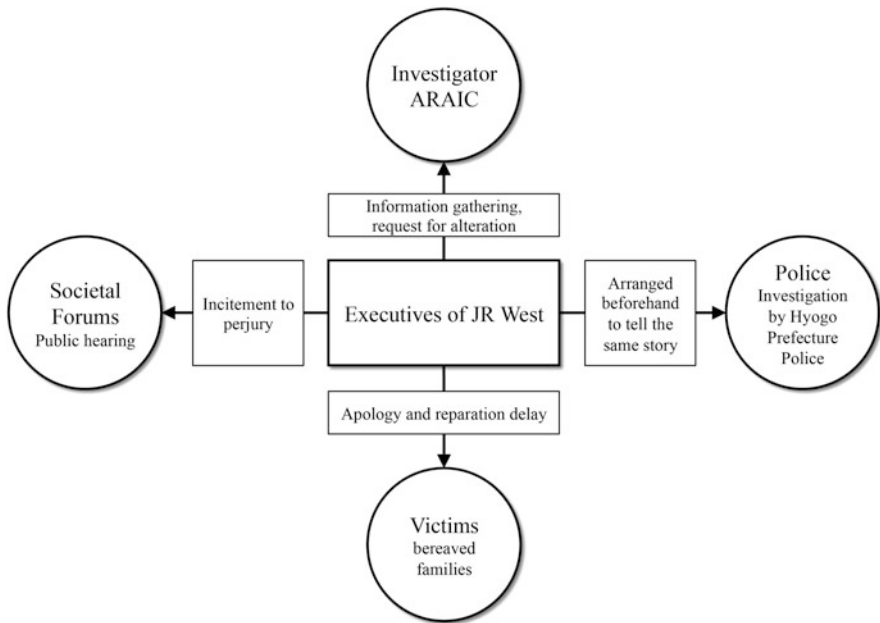 Investigator
ARAIC
Information gathering,
request for alteration
Societal
Forums
Public hearing
Incitement to
perjury
Executives of JR West
Arranged
beforehand
to tell the
same story
Police
Investigation
by Hyogo
Prefecture
Police
Apology and reparation delay
Victims
bereaved
families